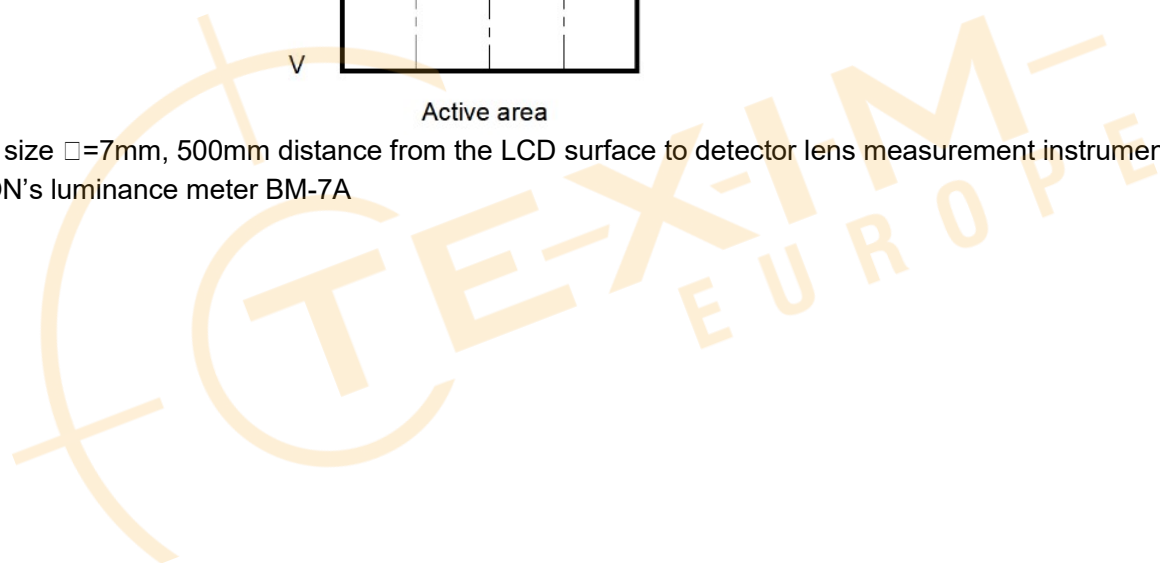 V
Active area
size □=7mm, 500mm distance from the LCD surface to detector lens measurement
luminance meter BM-7A
TEXIM
EUROPE